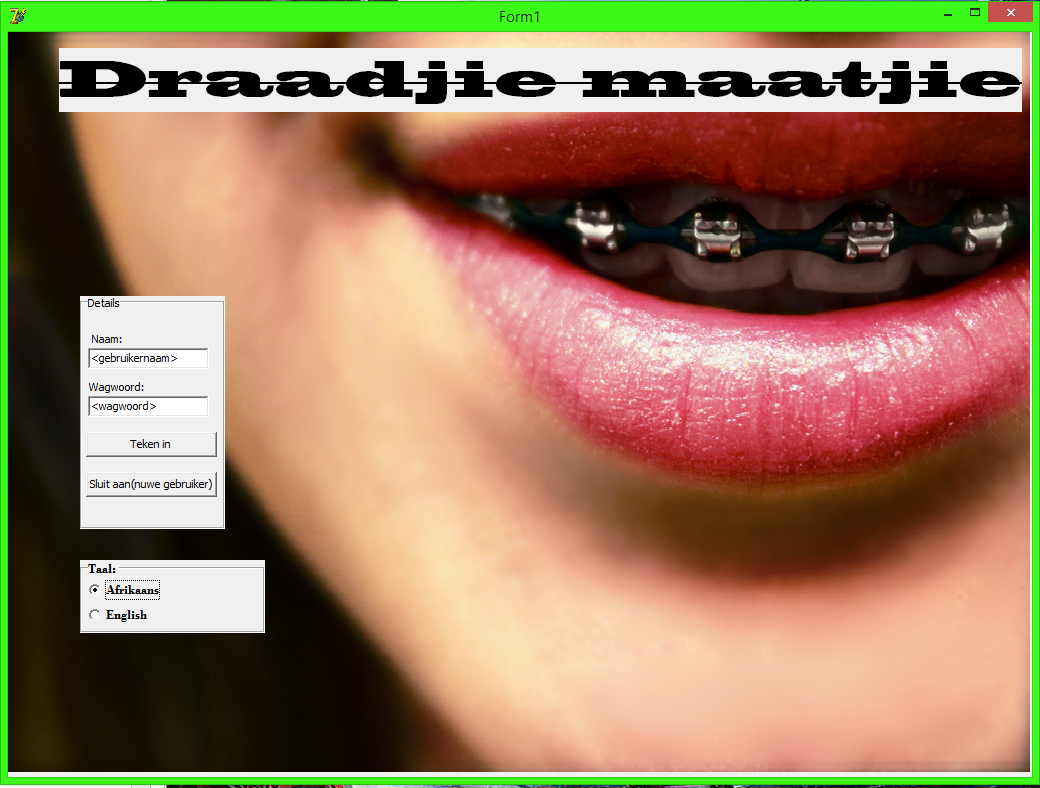 Form1
Draadjie maatjie
Details
Naam:
<gebruikernaam>
Wagwoord:
<wagwoord>
Teken in
Sluit aan(nuwe gebruiker)
Taal:
Afrikaans
English